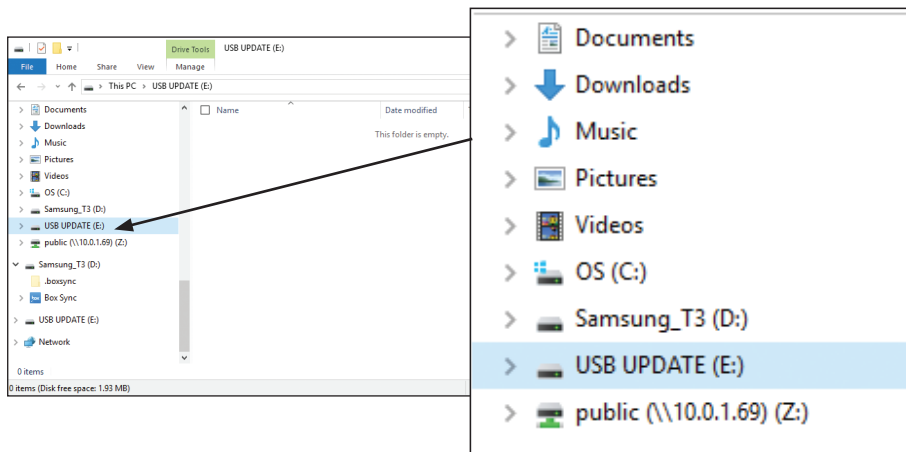 Drive Tools USB UPDATE (E:)
File Home Share View Manage
This PC > USB UPDATE (E:)
Name Date modified
This folder is empty.
Documents
Downloads
Music
Pictures
Videos
OS (C:)
Samsung_T3 (D:)
USB UPDATE (E:)
public (\\10.0.1.69) (Z:)
Samsung_T3 (D:)
.boxsync
Box Sync
USB UPDATE (E:)
Network
0 items
0 items (Disk free space: 1.93 MB)
Documents
Downloads
Music
Pictures
Videos
OS (C:)
Samsung_T3 (D:)
USB UPDATE (E:)
public (\\10.0.1.69) (Z:)